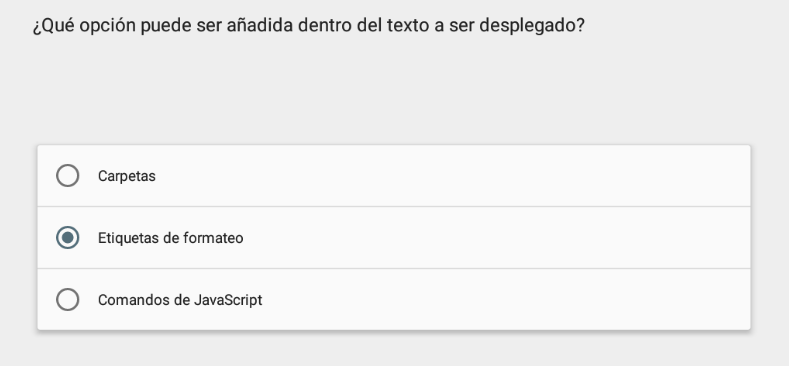 ¿Qué opción puede ser añadida dentro del texto a ser desplegado?
Carpetas
Etiquetas de formateo
Comandos de JavaScript